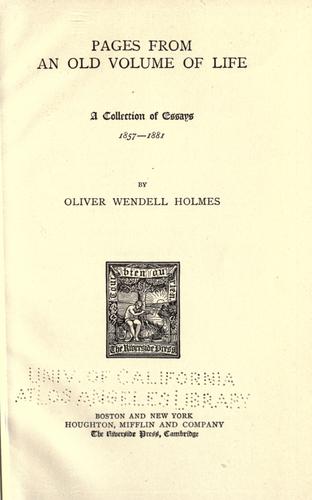 PAGES FROM
AN OLD VOLUME OF LIFE
A Collection of Essays
1857—1881
BY
OLIVER WENDELL HOLMES
Tout bien ou rien
The Riverside Press
UNIV. OF CALIFORNIA
AT LOS ANGELES LIBRARY
BOSTON AND NEW YORK
HOUGHTON, MIFFLIN AND COMPANY
The Riverside Press, Cambridge